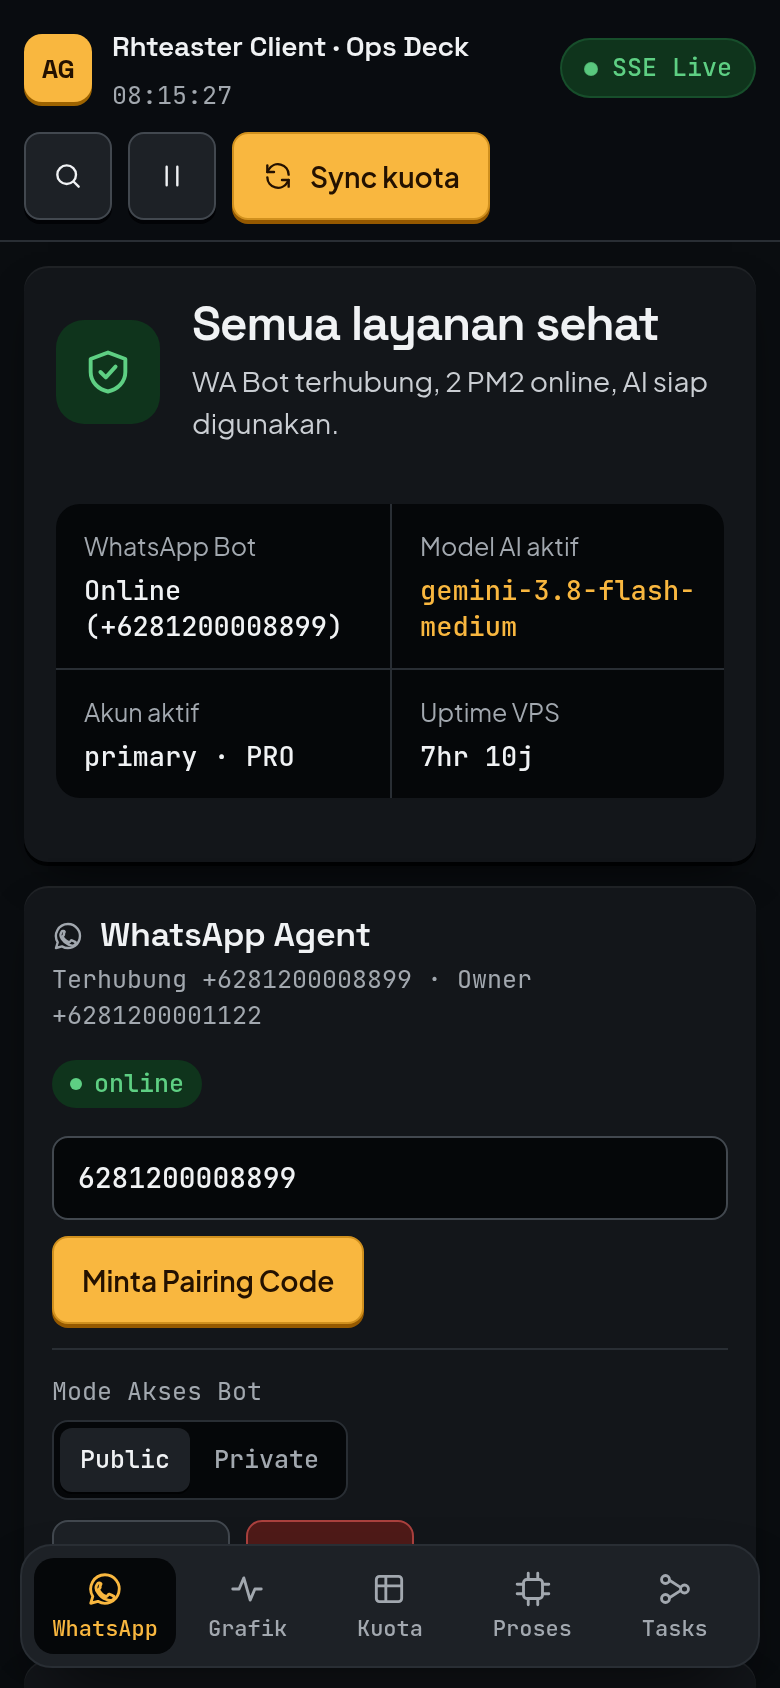 AG
Rhteaster Client · Ops Deck
08:15:27
SSE Live
Sync kuota
Semua layanan sehat
WA Bot terhubung, 2 PM2 online, AI siap
digunakan.
WhatsApp Bot
Online
(+6281200008899)
Model AI aktif
gemini-3.8-flash-
medium
Akun aktif
primary · PRO
Uptime VPS
7hr 10j
WhatsApp Agent
Terhubung +6281200008899 · Owner
+6281200001122
online
6281200008899
Minta Pairing Code
Mode Akses Bot
Public
Private
WhatsApp
Grafik
Kuota
Proses
Tasks